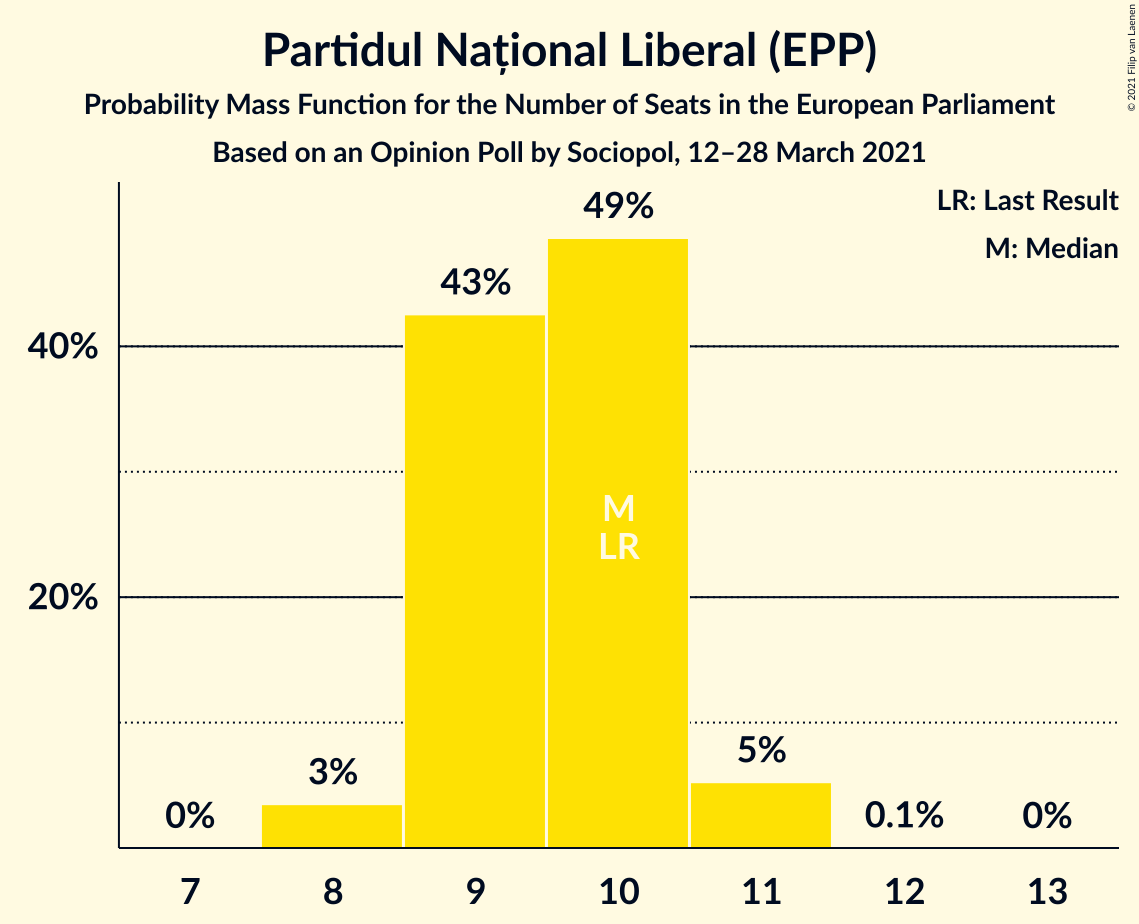 Partidul Național Liberal (EPP)
Probability Mass Function for the Number of Seats in the European Parliament
Based on an Opinion Poll by Sociopol, 12–28 March 2021
© 2021 Filip van Laenen
LR: Last Result
M: Median
49%
43%
40%
M
LR
20%
5%
3%
0%
0.1%
0%
7 8 9 10 11 12 13